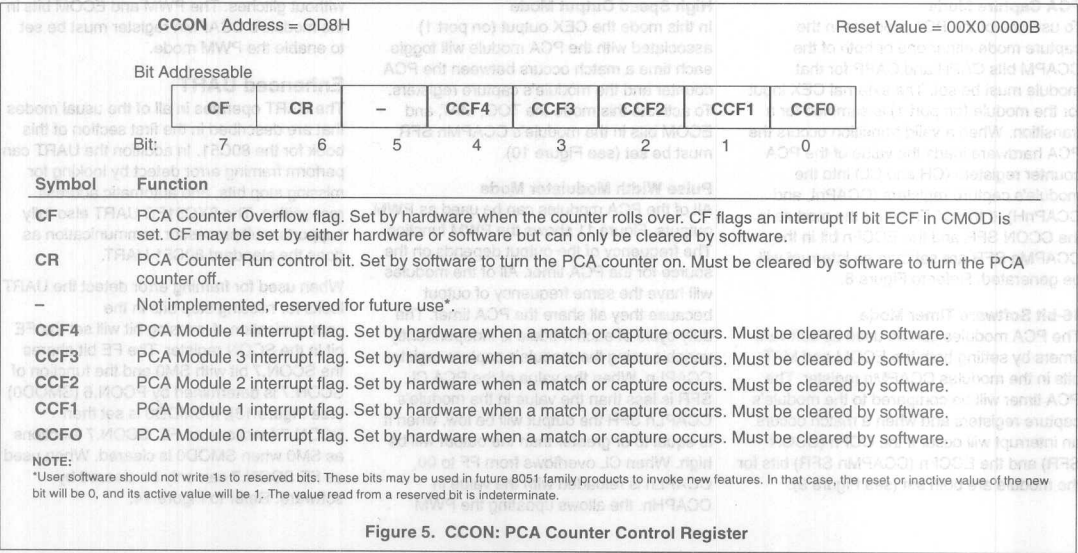 CCON Address = OD8H Reset Value = 00X0 0000B
Bit Addressable
CF CR – CCF4 CCF3 CCF2 CCF1 CCF0
Bit: 7 6 5 4 3 2 1 0
Symbol Function
CF PCA Counter Overflow flag. Set by hardware when the counter rolls over. CF flags an interupt If bit ECF in CMOD is
set. CF may be set by either hardware or software but can only be cleared by software.
CR PCA Counter Run control bit. Set by software to turn the PCA counter on. Must be cleared by software to turn the PCA
counter off.
– Not implemented, reserved for future use*.
CCF4 PCA Module 4 interrupt flag. Set by hardware when a match or capture occurs. Must be cleared by software.
CCF3 PCA Module 3 interrupt flag. Set by hardware when a match or capture occurs. Must be cleared by software.
CCF2 PCA Module 2 interrupt flag. Set by hardware when a match or capture occurs. Must be cleared by software.
CCF1 PCA Module 1 interrupt flag. Set by hardware when a match or capture occurs. Must be cleared by software.
CCFO PCA Module 0 interrupt flag. Set by hardware when a match or capture occurs. Must be cleared by software.
NOTE:
*User software should not write 1s to reserved bits. These bits may be used in future 8051 family products to invoke new features. In that case, the reset or inactive value of the new
bit will be 0, and its active value will be 1. The value read from a reserved bit is indeterminate.
Figure 5. CCON: PCA Counter Control Register